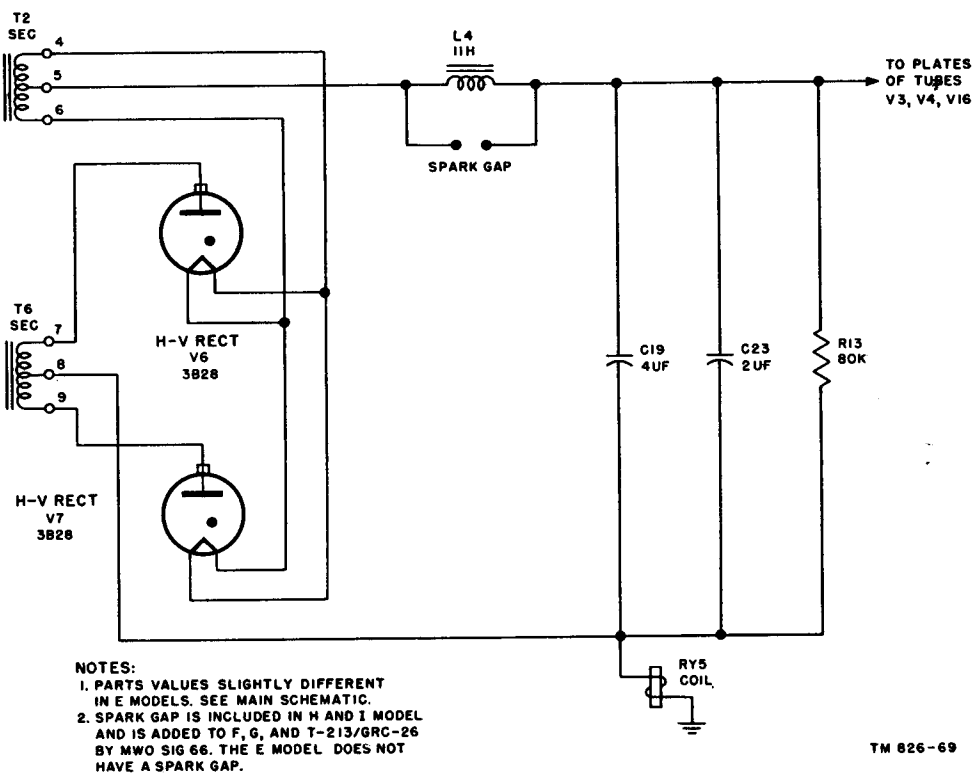 T2
SEC
4
5
6
L4
11H
SPARK GAP
TO PLATES
OF TUBES
V3, V4, V16
T6
SEC
7
8
9
H-V RECT
V6
3B28
H-V RECT
V7
3B28
C19
4UF
C23
2UF
R13
80K
RY5
COIL
NOTES:
1. PARTS VALUES SLIGHTLY DIFFERENT
IN E MODELS. SEE MAIN SCHEMATIC.
2. SPARK GAP IS INCLUDED IN H AND I MODEL
AND IS ADDED TO F, G, AND T-213/GRC-26
BY MWO SIG 66. THE E MODEL DOES NOT
HAVE A SPARK GAP.
TM 826-69